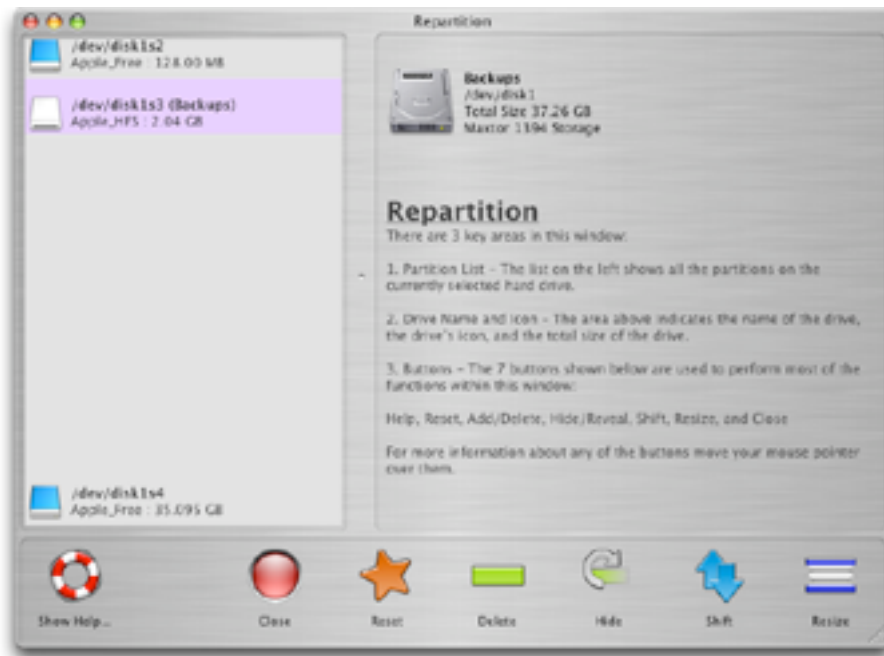 Repartition
/dev/disk1s2
Apple_Free : 128.00 MB
/dev/disk1s3 (Backups)
Apple_HFS : 2.04 GB
/dev/disk1s4
Apple_Free : 35.095 GB
Backups
/dev/disk1
Total Size 37.26 GB
Maxtor 1394 Storage
Repartition
There are 3 key areas in this window:
1. Partition List – The list on the left shows all the partitions on the
currently selected hard drive.
2. Drive Name and Icon – The area above indicates the name of the drive,
the drive's icon, and the total size of the drive.
3. Buttons – The 7 buttons shown below are used to perform most of the
functions within this window:
Help, Reset, Add/Delete, Hide/Reveal, Shift, Resize, and Close
For more information about any of the buttons move your mouse pointer
over them.
Show Help...
Close
Reset
Delete
Hide
Shift
Resize